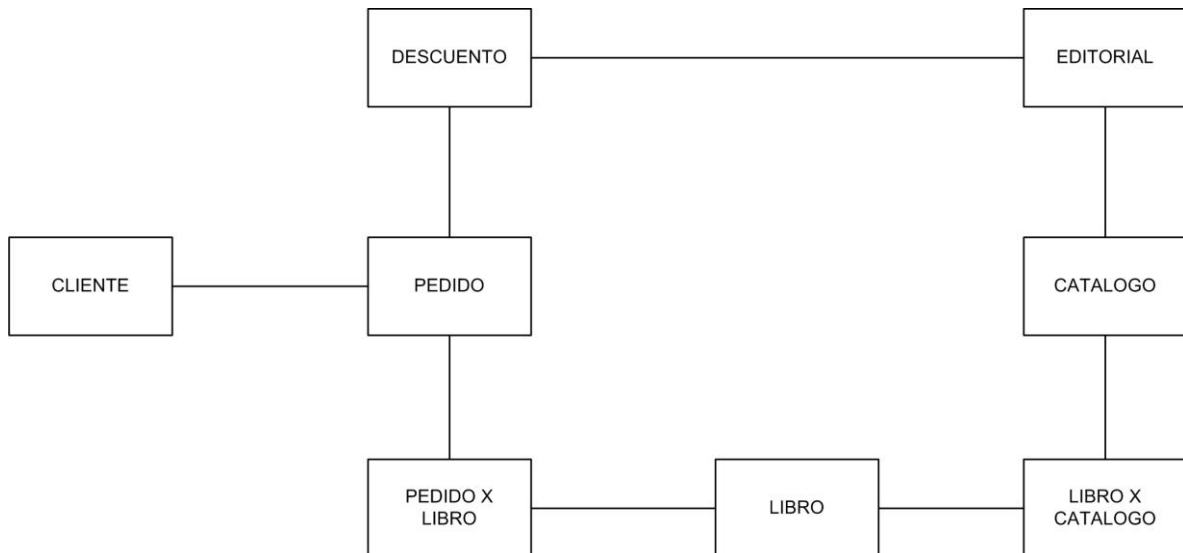 DESCUENTO
EDITORIAL
CLIENTE
PEDIDO
CATALOGO
PEDIDO X
LIBRO
LIBRO
LIBRO X
CATALOGO